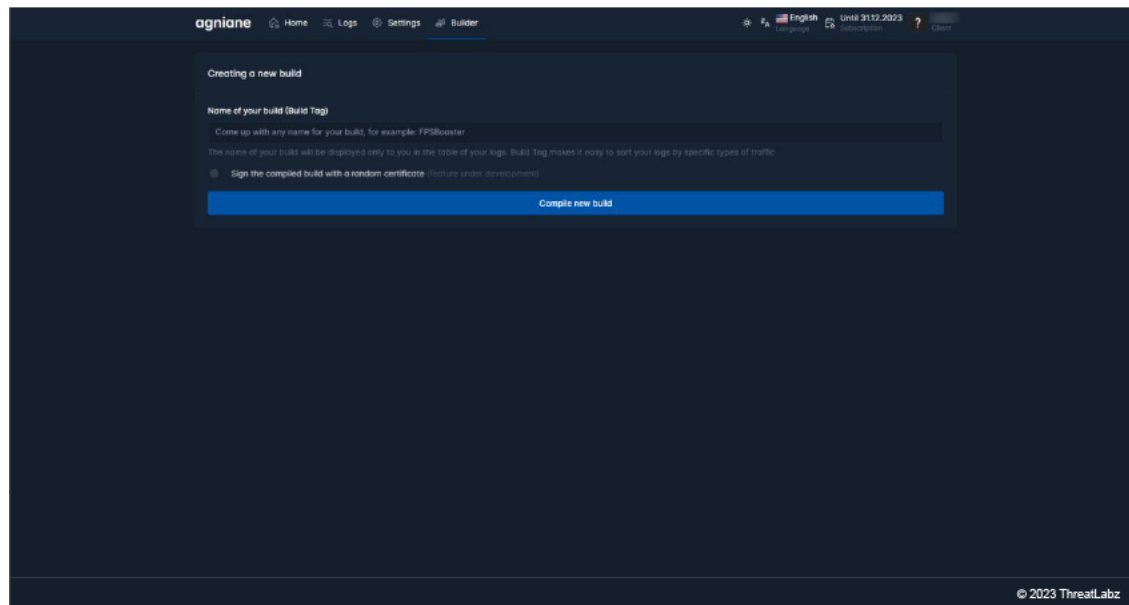 agniane Home Logs Settings Builder English Until 31.12.2023 ?
Language Subscription Client
Creating a new build
Name of your build (Build Tag)
Come up with any name for your build, for example: FPSBooster
The name of your build will be displayed only to you in the table of your logs. Build Tag makes it easy to sort your logs by specific types of traffic
Sign the compiled build with a random certificate (feature under development)
Compile new build
© 2023 ThreatLabz